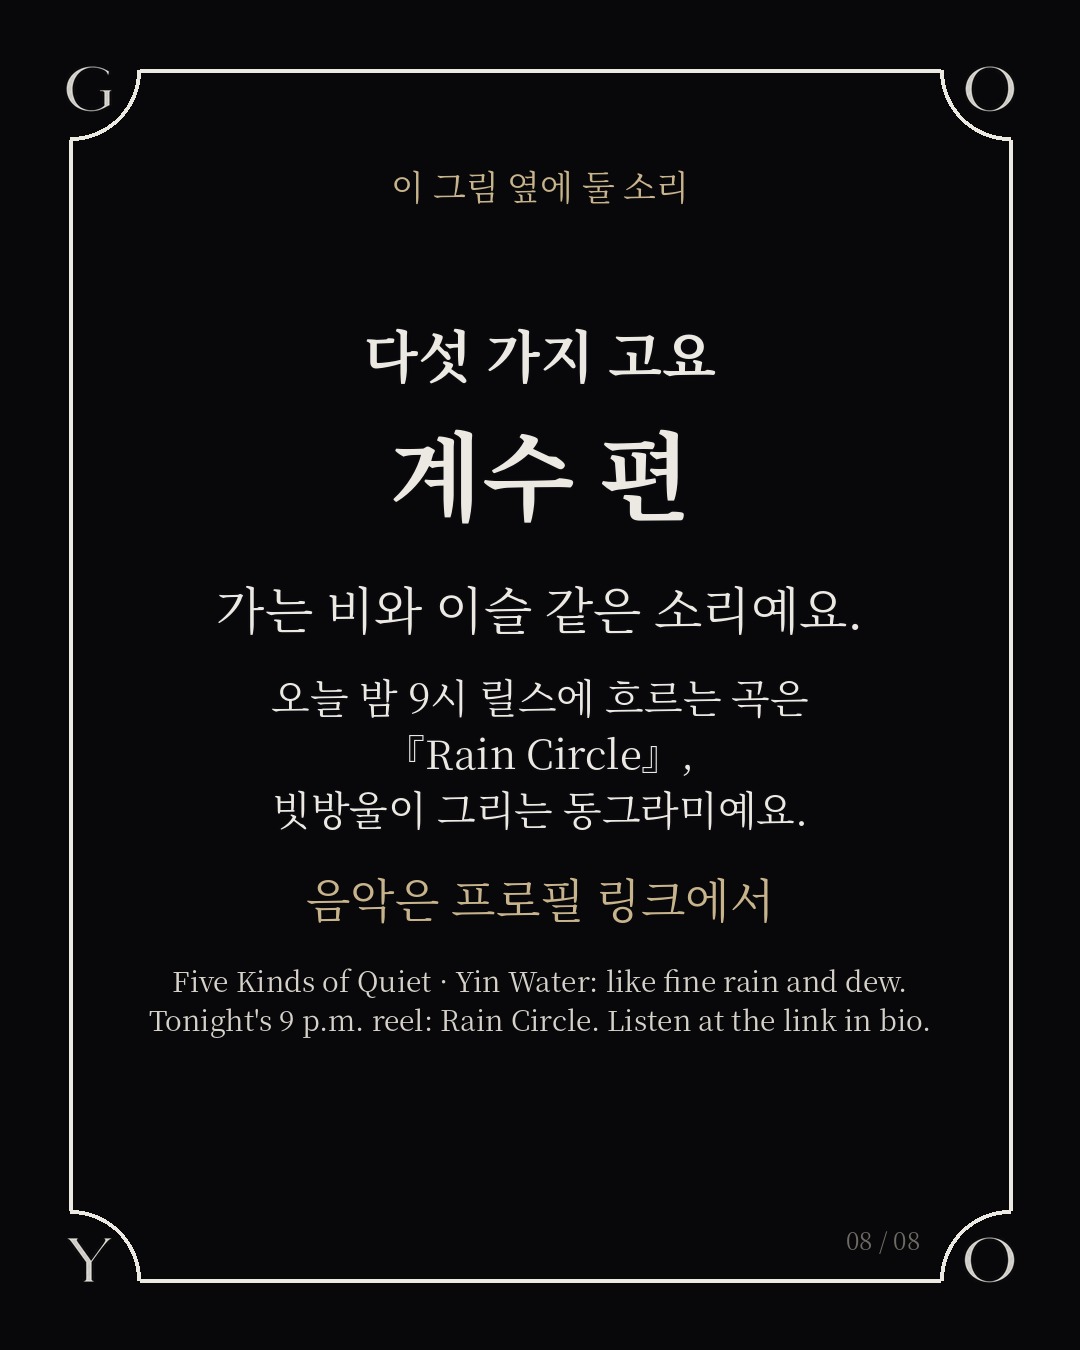 G O
이 그림 옆에 둘 소리
다섯 가지 고요
계수 편
가는 비와 이슬 같은 소리예요.
오늘 밤 9시 릴스에 흐르는 곡은
『Rain Circle』,
빗방울이 그리는 동그라미예요.
음악은 프로필 링크에서
Five Kinds of Quiet · Yin Water: like fine rain and dew.
Tonight's 9 p.m. reel: Rain Circle. Listen at the link in bio.
08 / 08
Y O